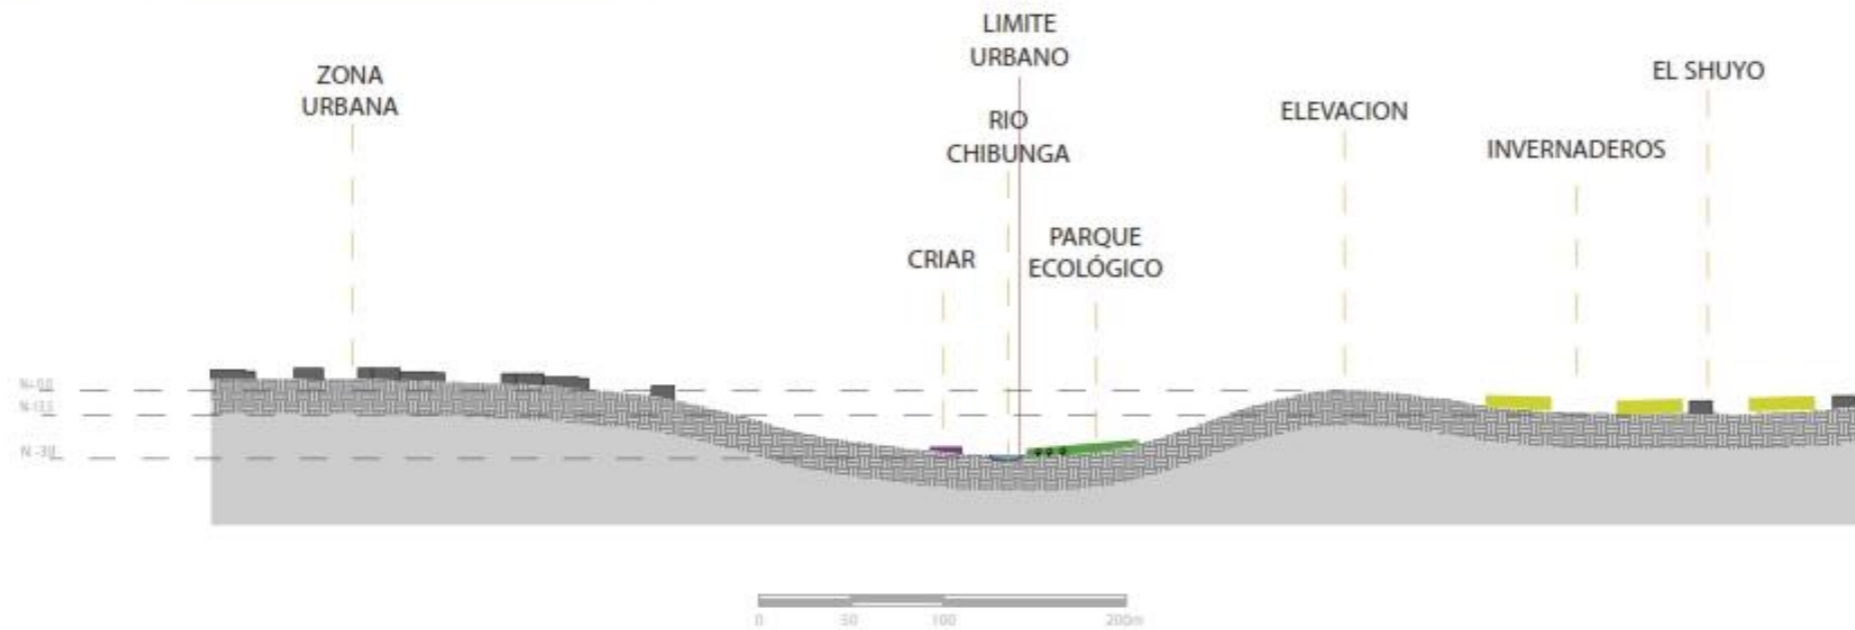 LIMITE
URBANO
ZONA
URBANA
EL SHUYO
ELEVACION
RIO
CHIBUNGA
INVERNADEROS
PARQUE
ECOLÓGICO
CRIAR
0 50 100 200m